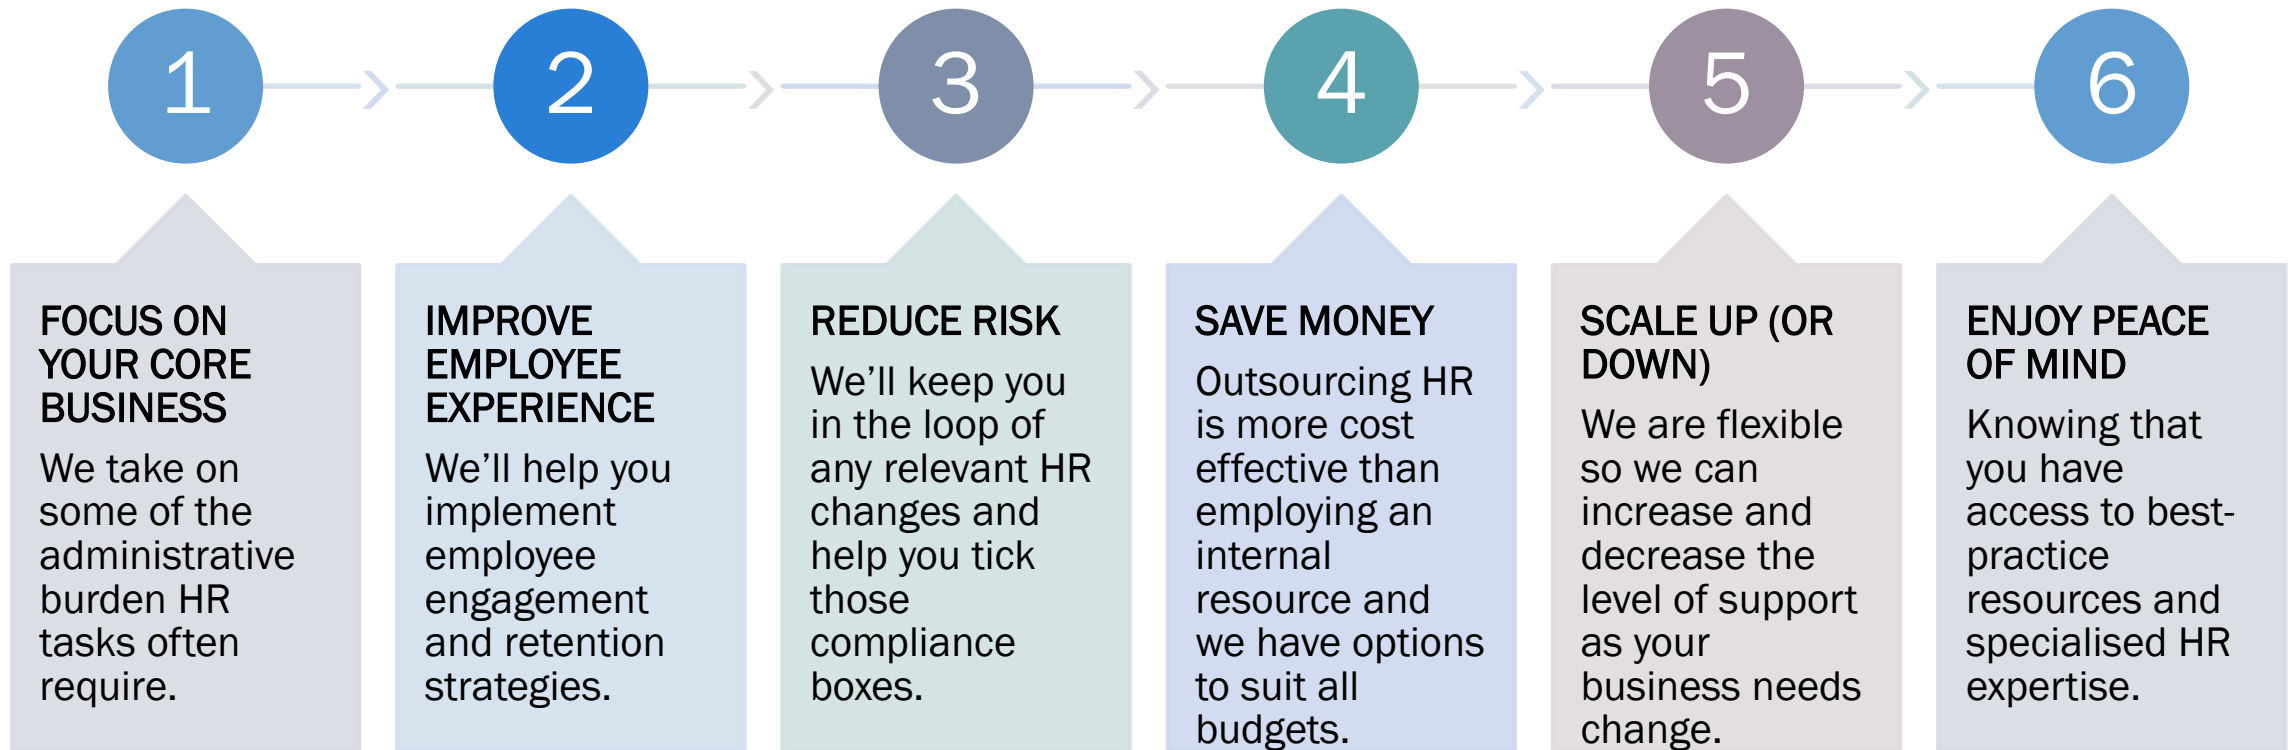 1
2
3
4
5
6
FOCUS ON
YOUR CORE
BUSINESS
We take on
some of the
administrative
burden HR
tasks often
require.
IMPROVE
EMPLOYEE
EXPERIENCE
We’ll help you
implement
employee
engagement
and retention
strategies.
REDUCE RISK
We’ll keep you
in the loop of
any relevant HR
changes and
help you tick
those
compliance
boxes.
SAVE MONEY
Outsourcing HR
is more cost
effective than
employing an
internal
resource and
we have options
to suit all
budgets.
SCALE UP (OR
DOWN)
We are flexible
so we can
increase and
decrease the
level of support
as your
business needs
change.
ENJOY PEACE
OF MIND
Knowing that
you have
access to best-
practice
resources and
specialised HR
expertise.